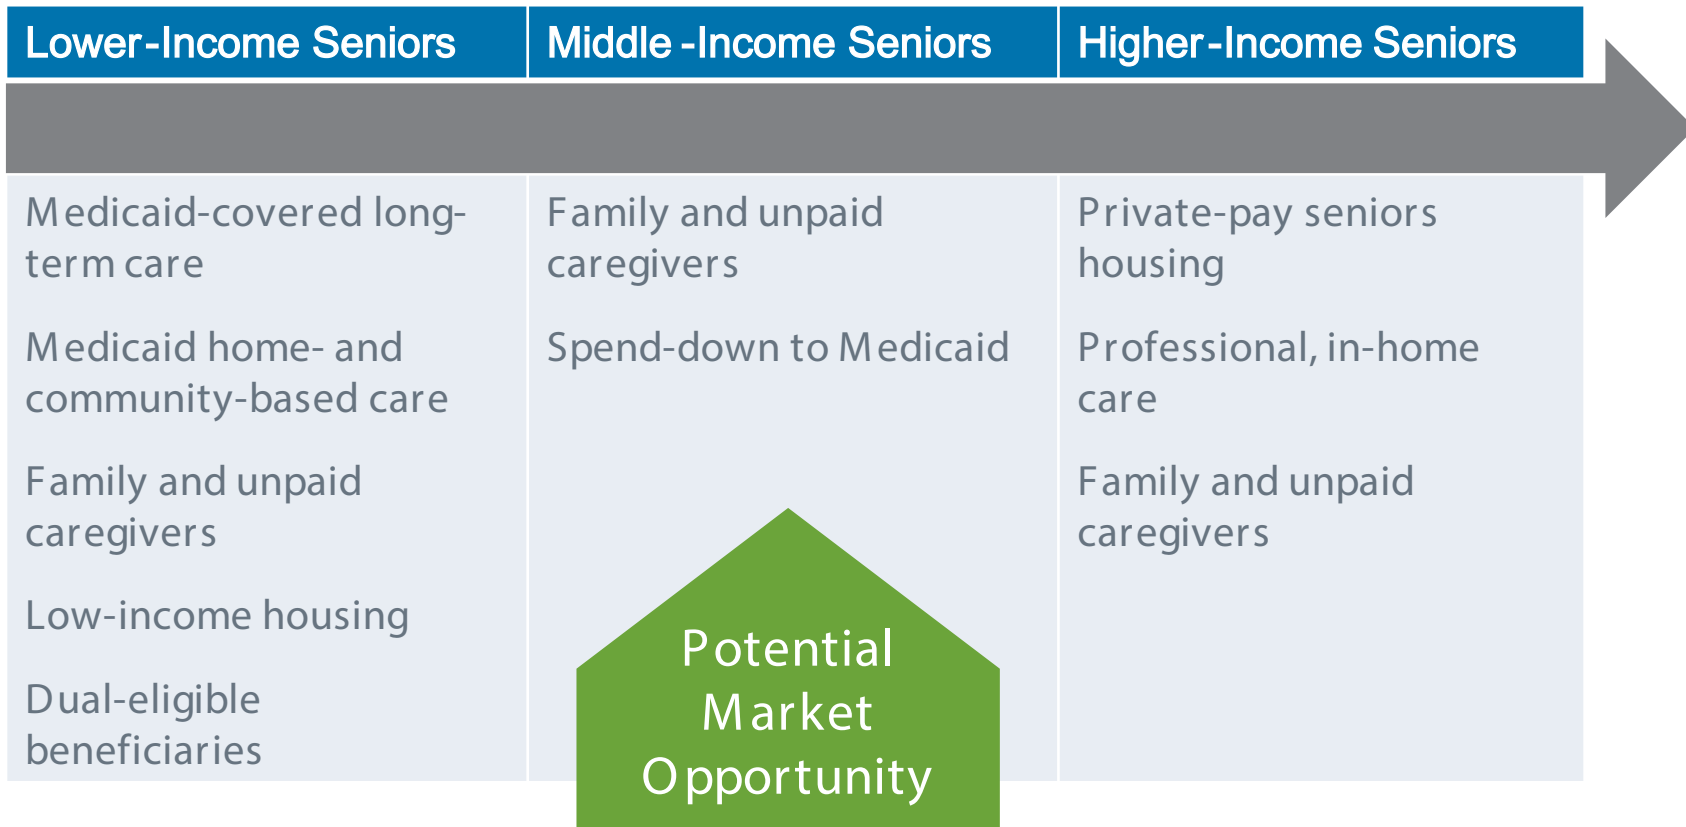 Lower-Income Seniors
Middle-Income Seniors
Higher-Income Seniors
Medicaid-covered long-
term care
Medicaid home- and
community-based care
Family and unpaid
caregivers
Low-income housing
Dual-eligible
beneficiaries
Family and unpaid
caregivers
Spend-down to Medicaid
Potential
Market
Opportunity
Private-pay seniors
housing
Professional, in-home
care
Family and unpaid
caregivers